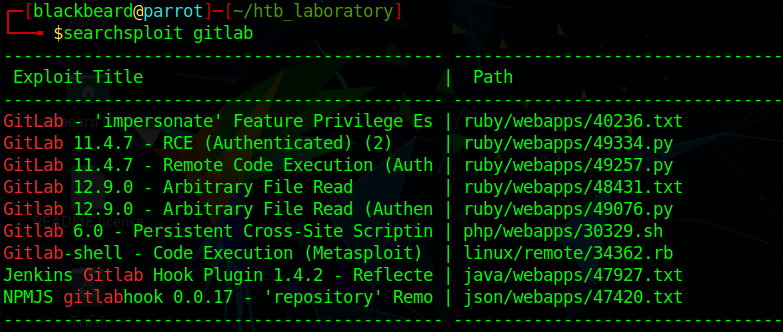 ┌─[blackbeard@parrot]─[~/htb_laboratory]
└──╼ $searchsploit gitlab
--------------------------------------------- ---------------------------------
 Exploit Title | Path
--------------------------------------------- ---------------------------------
GitLab - 'impersonate' Feature Privilege Es | ruby/webapps/40236.txt
GitLab 11.4.7 - RCE (Authenticated) (2) | ruby/webapps/49334.py
GitLab 11.4.7 - Remote Code Execution (Auth | ruby/webapps/49257.py
GitLab 12.9.0 - Arbitrary File Read | ruby/webapps/48431.txt
Gitlab 12.9.0 - Arbitrary File Read (Authen | ruby/webapps/49076.py
Gitlab 6.0 - Persistent Cross-Site Scriptin | php/webapps/30329.sh
Gitlab-shell - Code Execution (Metasploit) | linux/remote/34362.rb
Jenkins Gitlab Hook Plugin 1.4.2 - Reflecte | java/webapps/47927.txt
NPMJS gitlabhook 0.0.17 - 'repository' Remo | json/webapps/47420.txt
--------------------------------------------- ---------------------------------
Trash